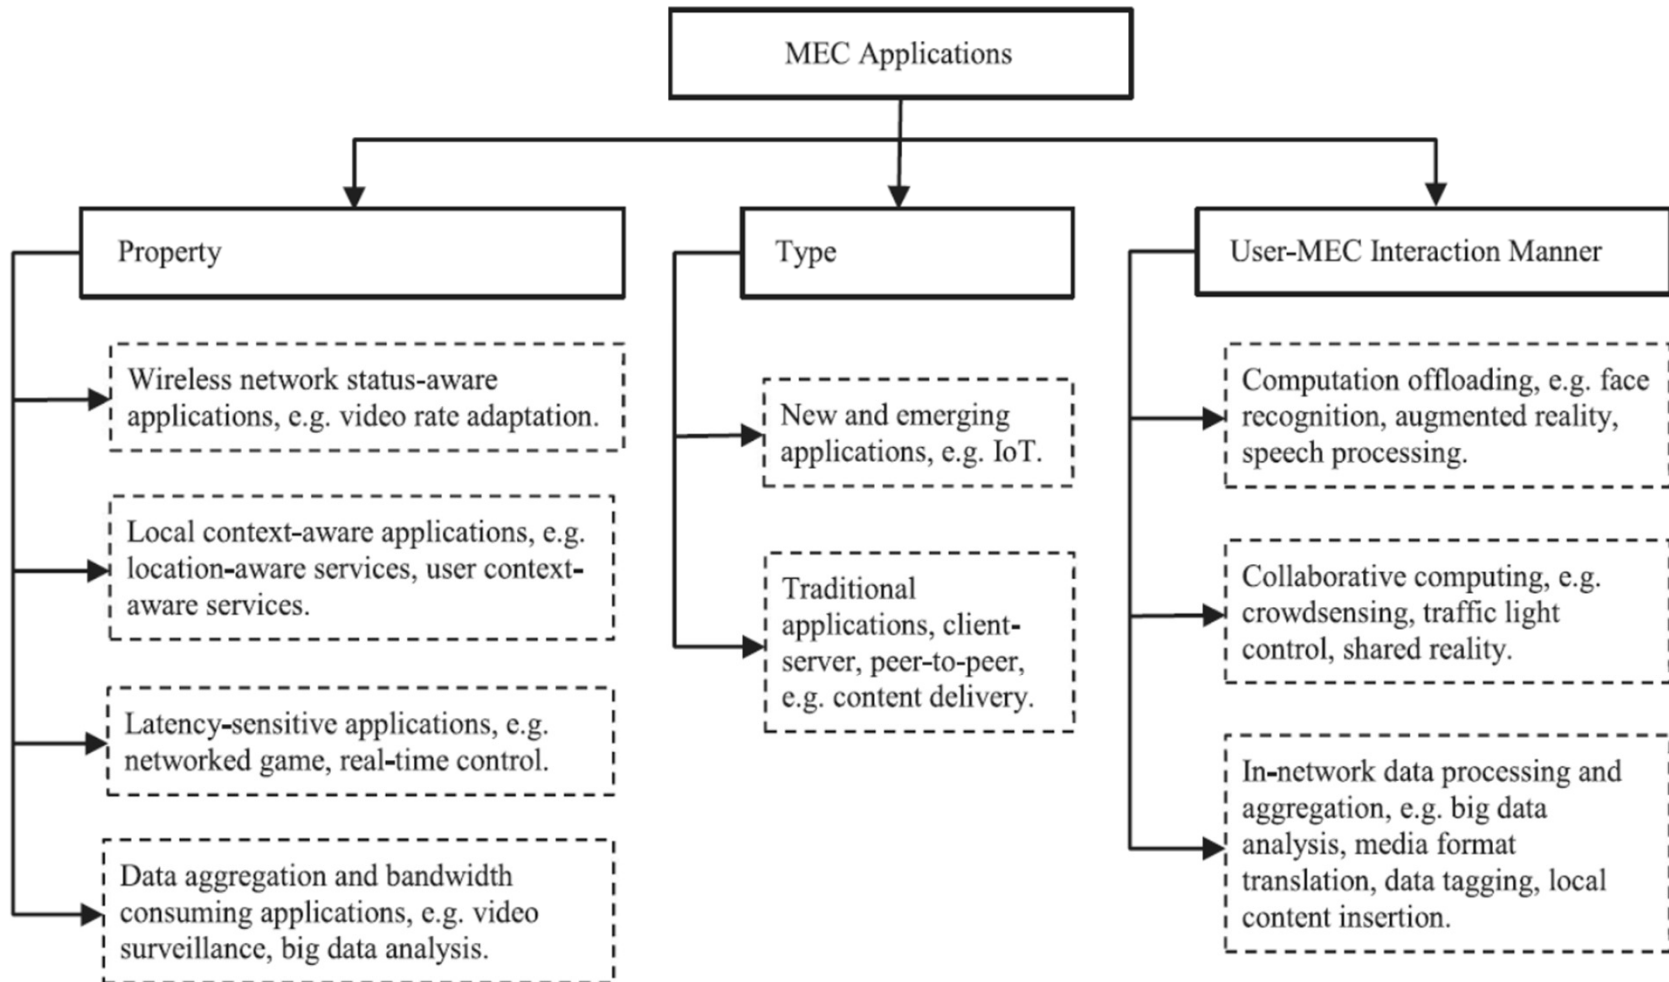 MEC Applications
Property
Wireless network status-aware
applications, e.g. video rate adaptation.
Local context-aware applications, e.g.
location-aware services, user context-
aware services.
Latency-sensitive applications, e.g.
networked game, real-time control.
Data aggregation and bandwidth
consuming applications, e.g. video
surveillance, big data analysis.
Type
New and emerging
applications, e.g. IoT.
Traditional
applications, client-
server, peer-to-peer,
e.g. content delivery.
User-MEC Interaction Manner
Computation offloading, e.g. face
recognition, augmented reality,
speech processing.
Collaborative computing, e.g.
crowdsensing, traffic light
control, shared reality.
In-network data processing and
aggregation, e.g. big data
analysis, media format
translation, data tagging, local
content insertion.